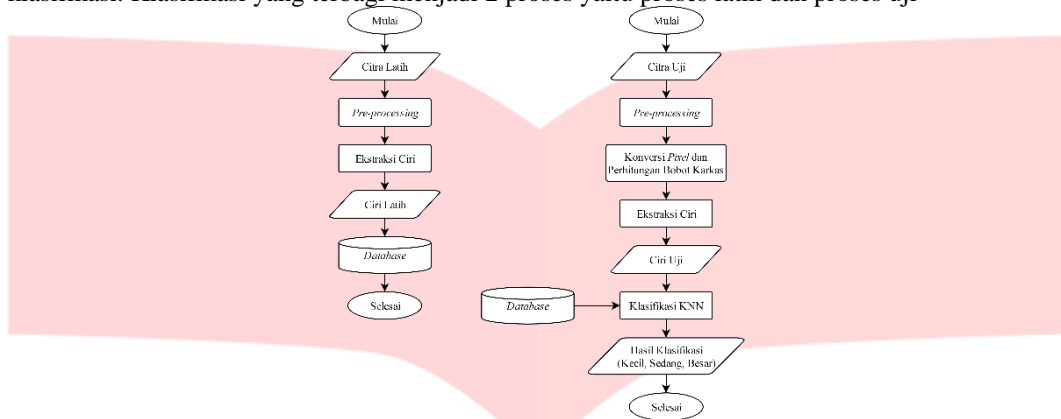 klasifikasi. Klasifikasi yang terbagi menjadi 2 proses yaitu proses latih dan proses uji
Mulai
Citra Latih
Pre-processing
Ekstraksi Ciri
Ciri Latih
Database
Selesai
Mulai
Citra Uji
Pre-processing
Konversi Pixel dan
Perhitungan Bobot Karkas
Ekstraksi Ciri
Ciri Uji
Database
Klasifikasi KNN
Hasil Klasifikasi
(Kecil, Sedang, Besar)
Selesai